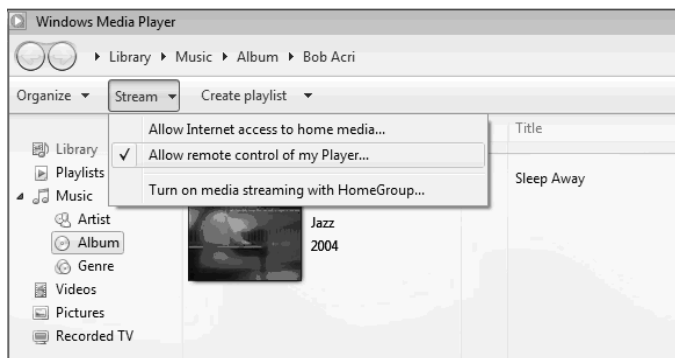 Windows Media Player
Library Music Album Bob Acri
Organize Stream Create playlist
Allow Internet access to home media...
Allow remote control of my Player...
Turn on media streaming with HomeGroup...
Library
Playlists
Music
Artist
Album
Genre
Videos
Pictures
Recorded TV
Jazz
2004
Title
Sleep Away